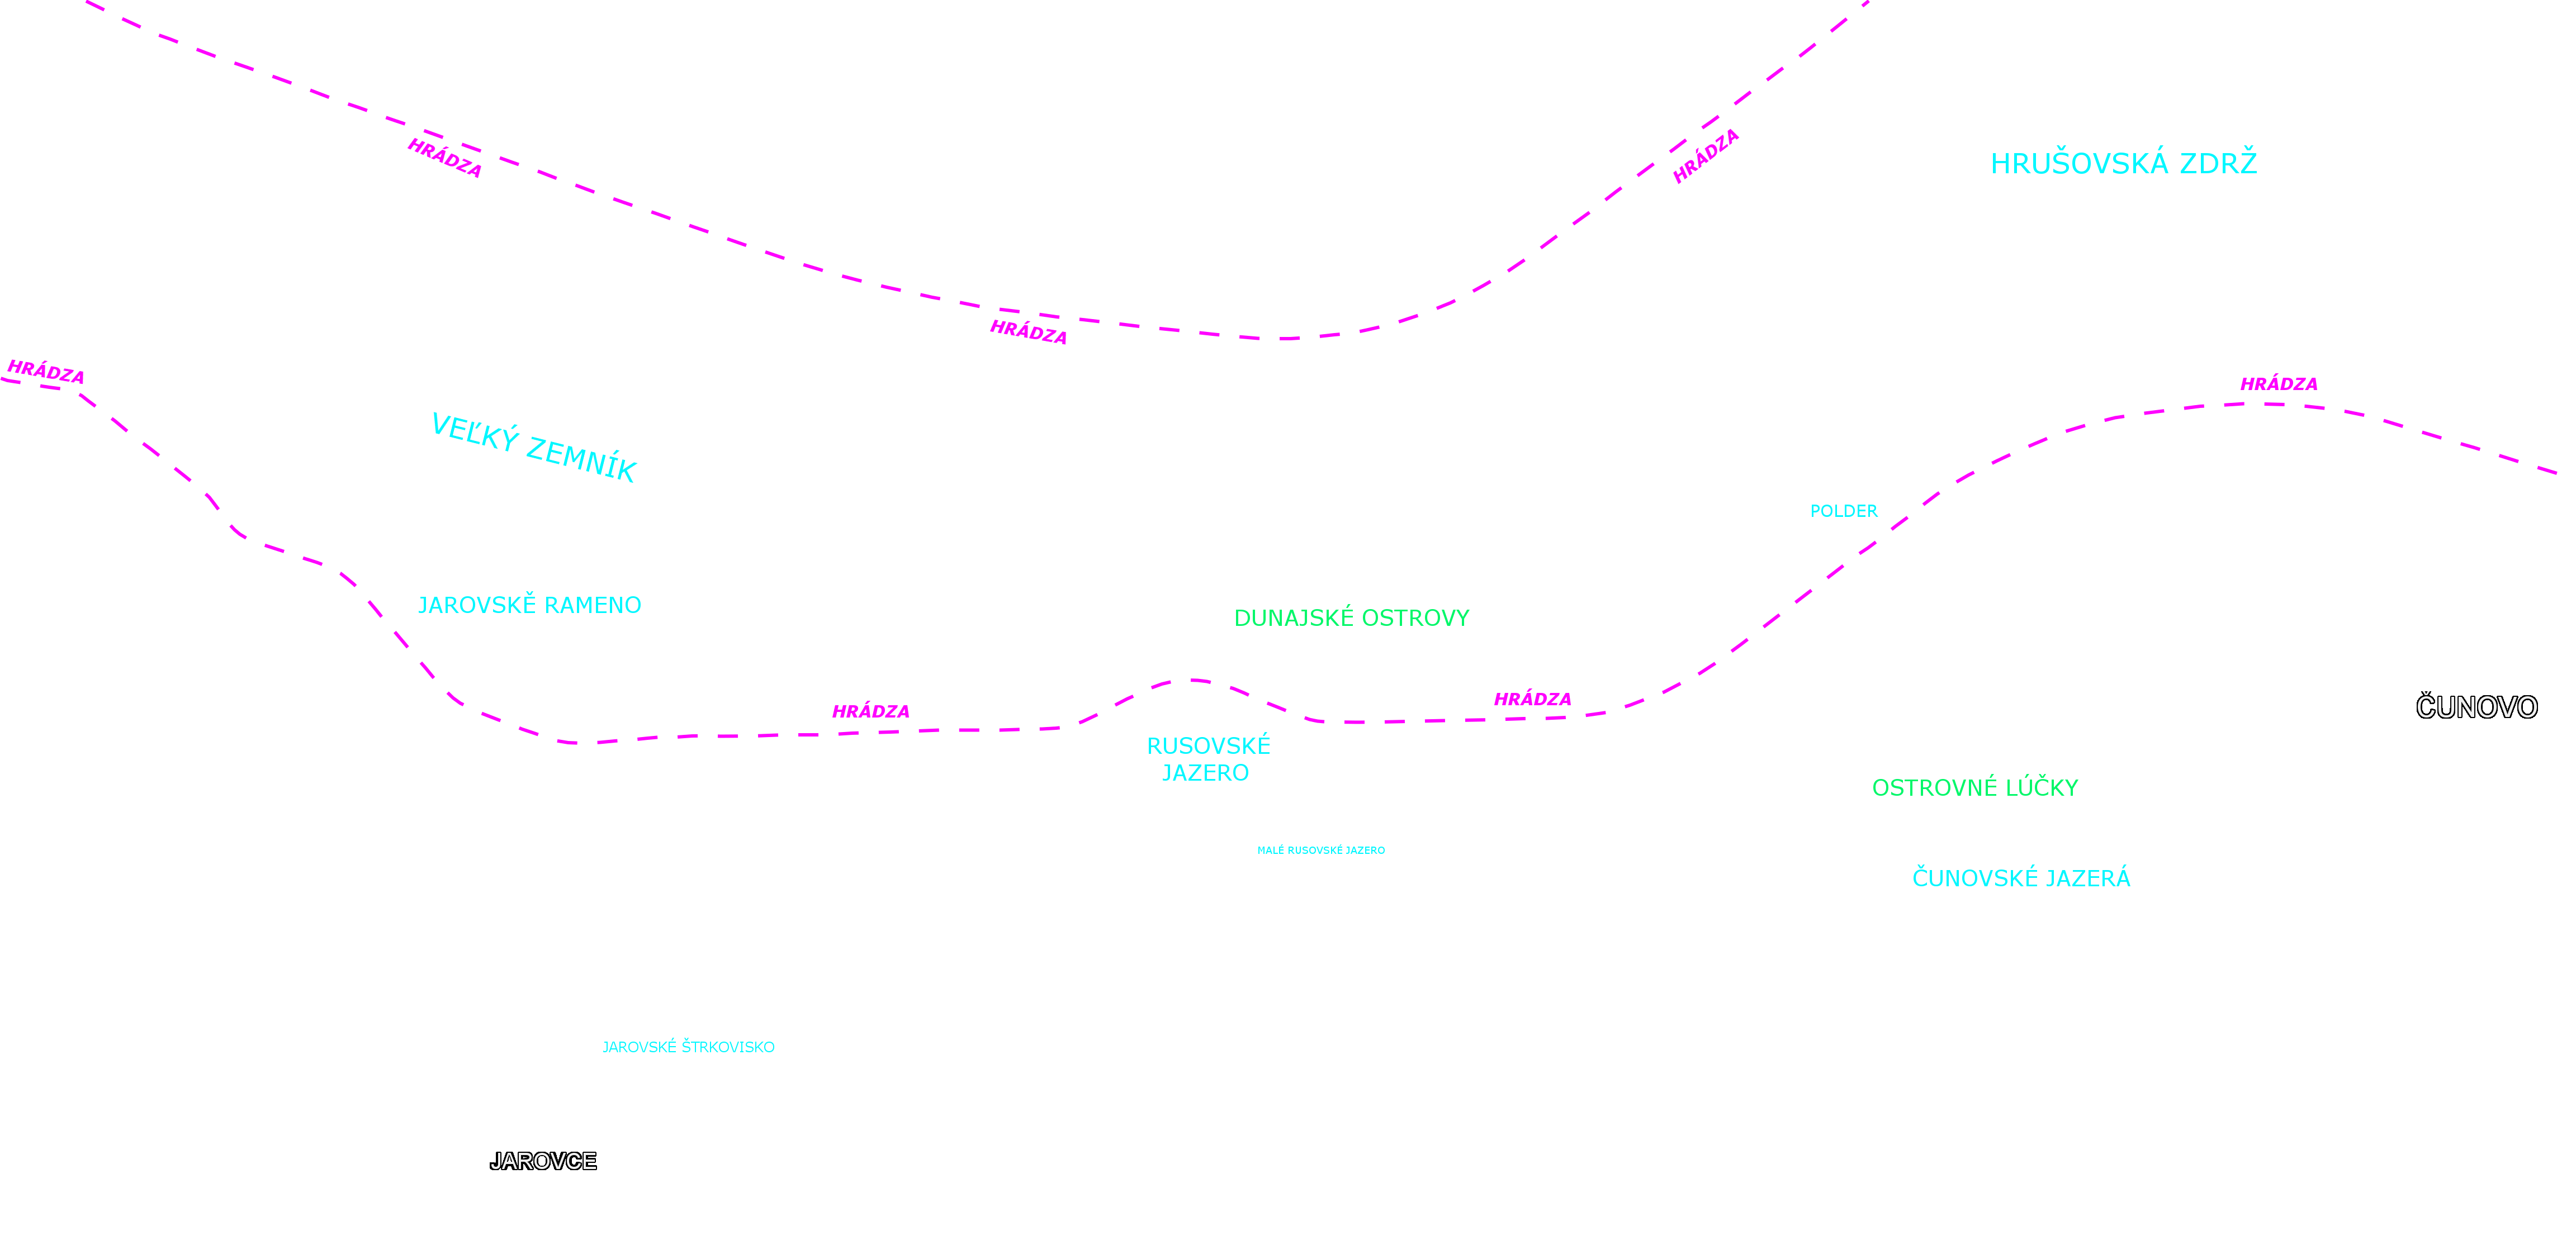 HRÁDZA
HRÁDZA
HRUŠOVSKÁ ZDRŽ
HRÁDZA
HRÁDZA
HRÁDZA
VEĽKÝ ZEMNÍK
POLDER
JAROVSKĚ RAMENO
DUNAJSKÉ OSTROVY
HRÁDZA
HRÁDZA
ČUNOVO
RUSOVSKÉ
JAZERO
OSTROVNÉ LÚČKY
MALÉ RUSOVSKÉ JAZERO
ČUNOVSKÉ JAZERÁ
JAROVSKÉ ŠTRKOVISKO
JAROVCE